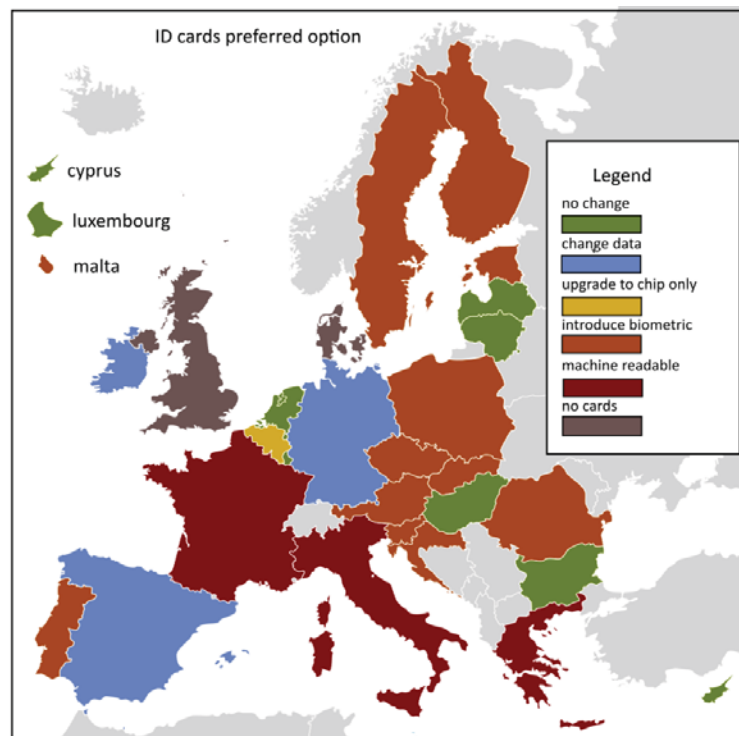 ID cards preferred option
cyprus
luxembourg
malta
Legend
no change
change data
upgrade to chip only
introduce biometric
machine readable
no cards